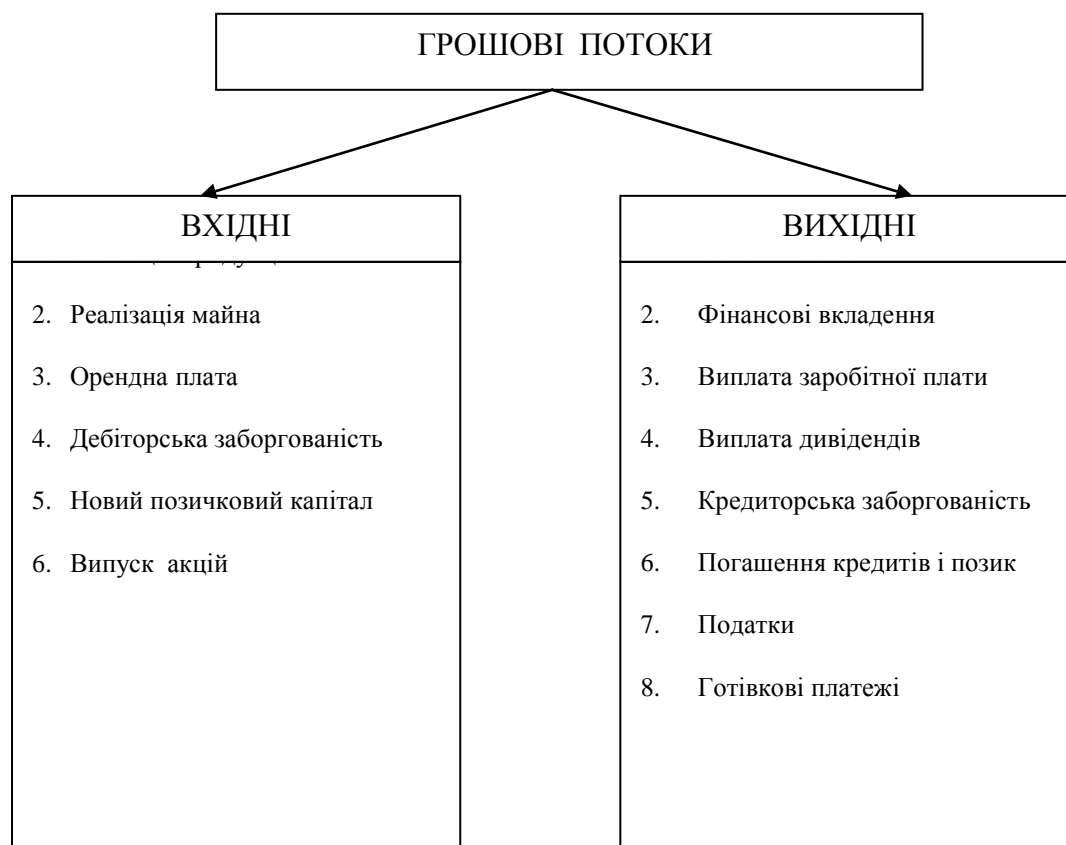 ГРОШОВІ ПОТОКИ
ВХІДНІ
2. Реалізація майна
3. Орендна плата
4. Дебіторська заборгованість
5. Новий позичковий капітал
6. Випуск акцій
ВИХІДНІ
2. Фінансові вкладення
3. Виплата заробітної плати
4. Виплата дивідендів
5. Кредиторська заборгованість
6. Погашення кредитів і позик
7. Податки
8. Готівкові платежі